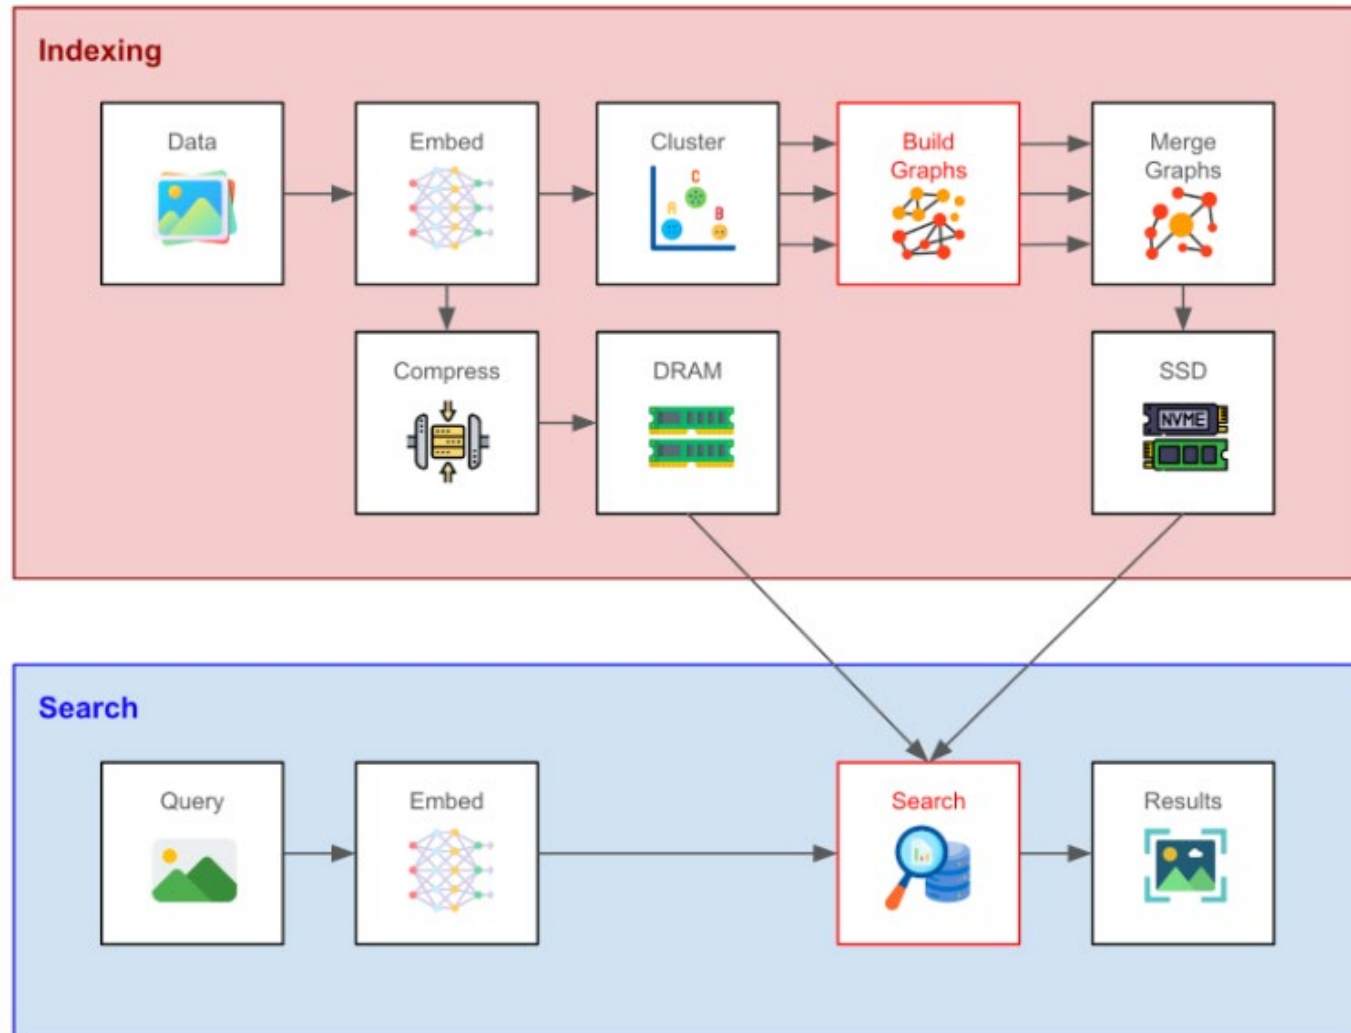 Indexing
Data
Embed
Cluster
C
A
B
Build
Graphs
Merge
Graphs
Compress
DRAM
SSD
NVME
Search
Query
Embed
Search
Results